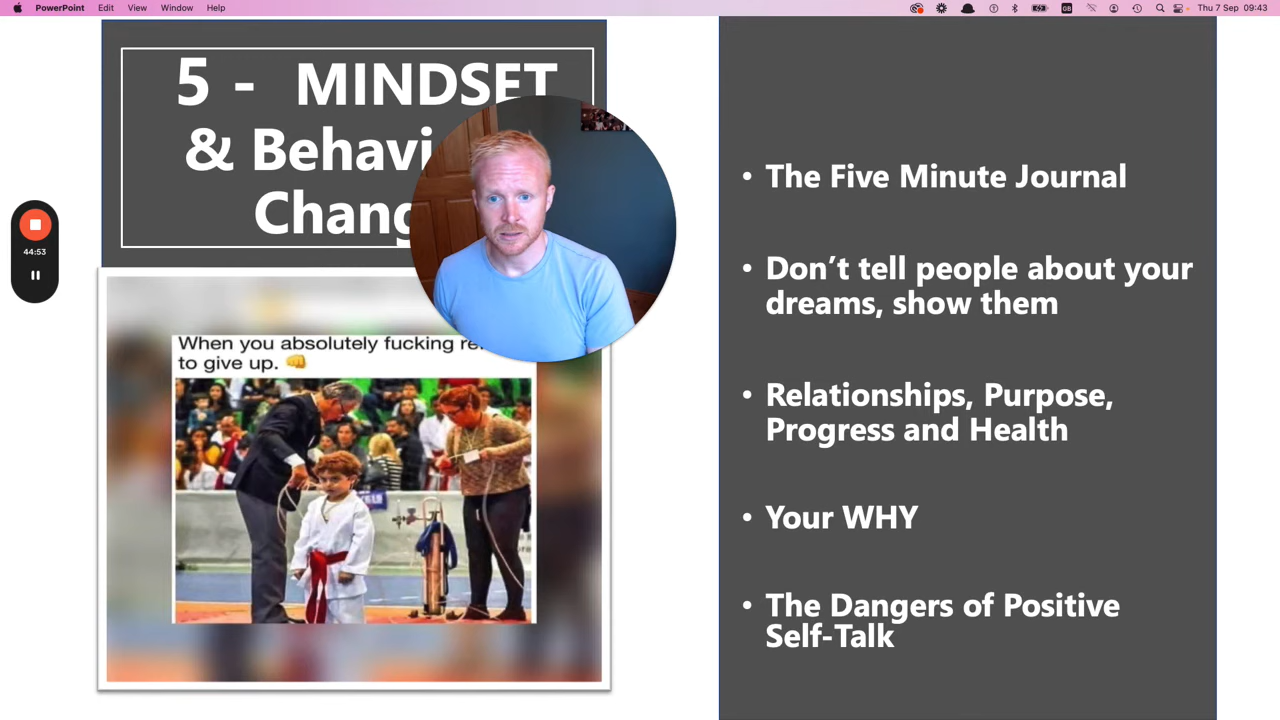 PowerPoint Edit View Window Help
GB
Thu 7 Sep 09:43
5 - MINDSET
& Behavi
Chang
44:53
When you absolutely fucking re
to give up. 👊
• The Five Minute Journal
• Don’t tell people about your
dreams, show them
• Relationships, Purpose,
Progress and Health
• Your WHY
• The Dangers of Positive
Self-Talk